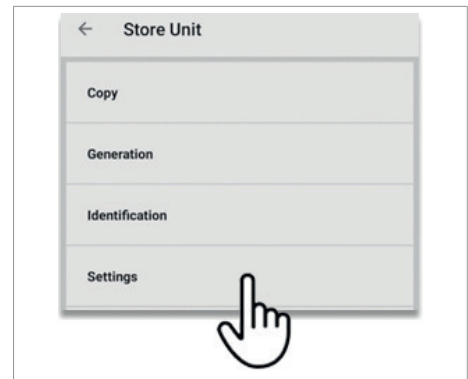 Store Unit
Copy
Generation
Identification
Settings